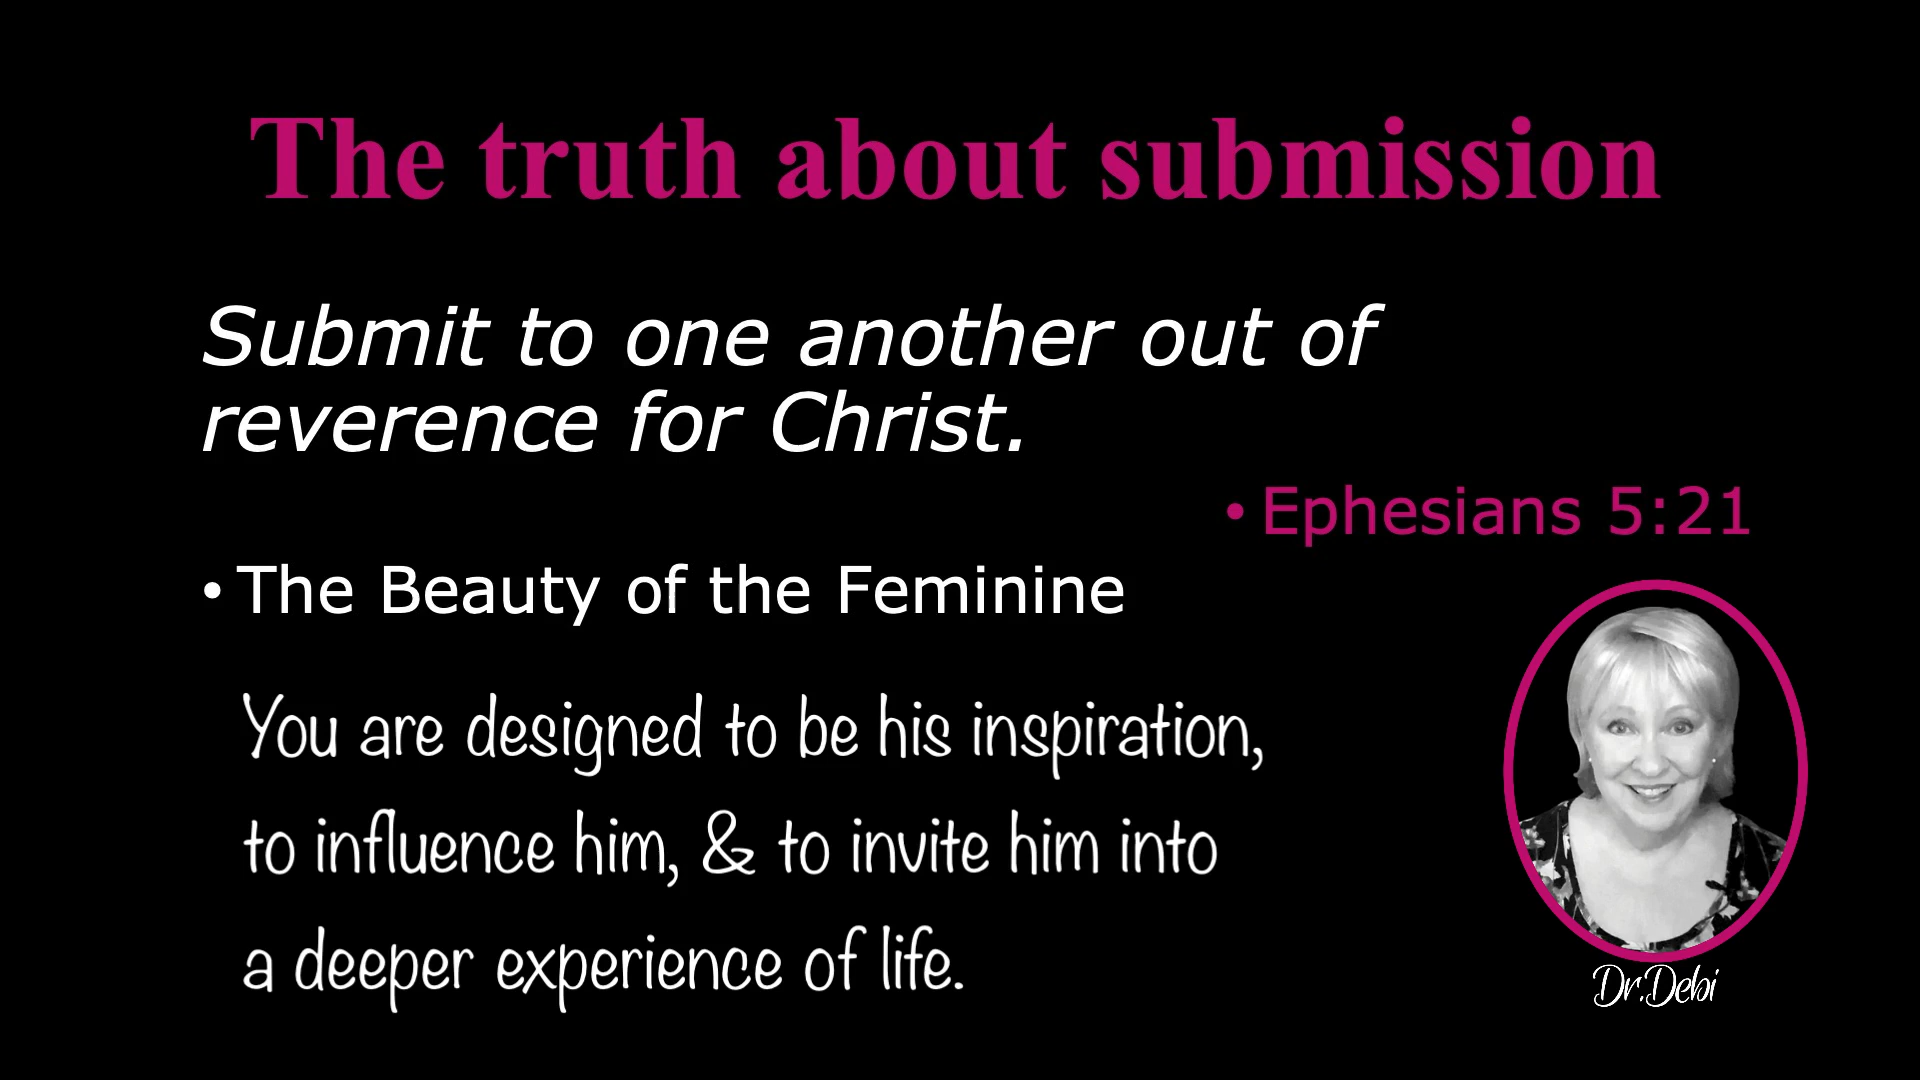 The truth about submission
Submit to one another out of
reverence for Christ.
• Ephesians 5:21
• The Beauty of the Feminine
You are designed to be his inspiration,
to influence him, & to invite him into
a deeper experience of life.
Dr.Debi